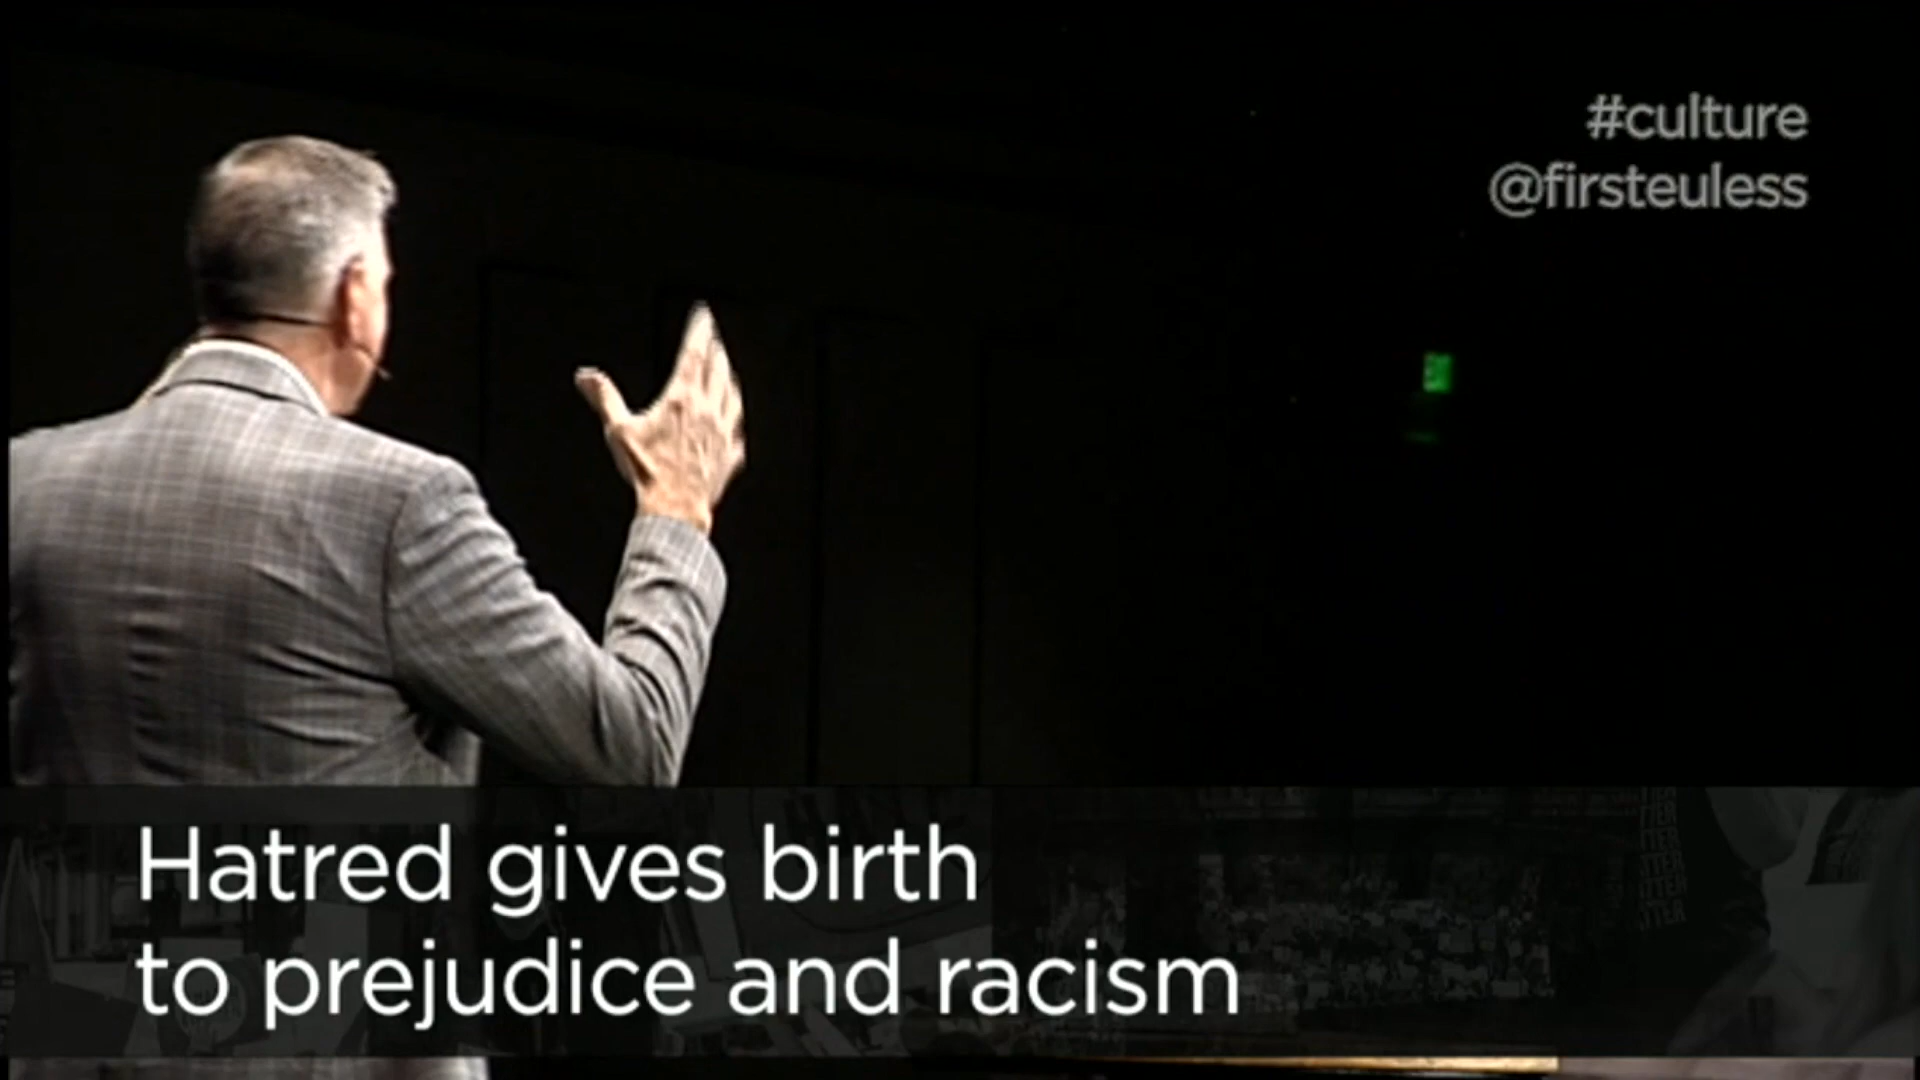 #culture
@firsteuless
Hatred gives birth
to prejudice and racism